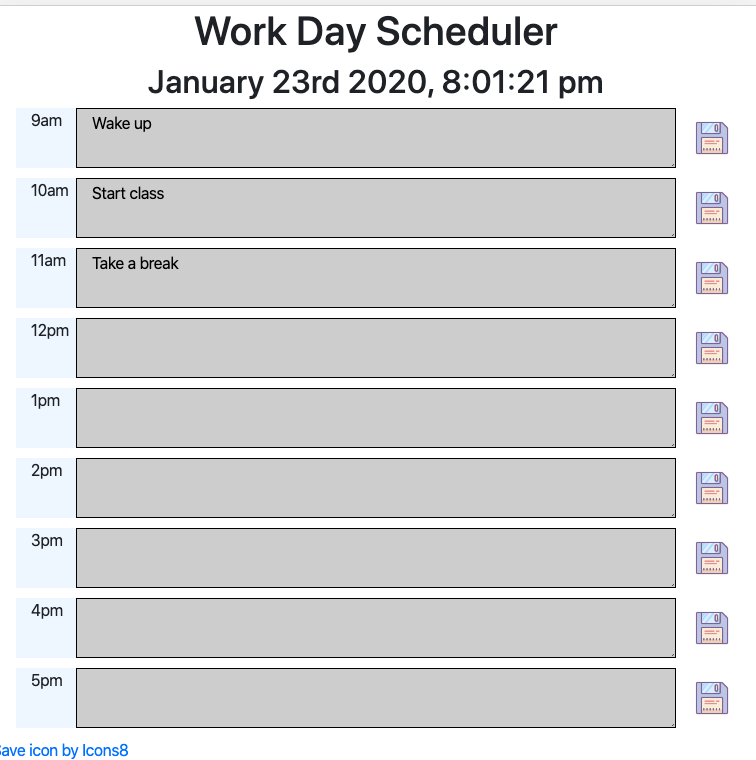 Work Day Scheduler
January 23rd 2020, 8:01:21 pm
9am Wake up
10am Start class
11am Take a break
12pm
1pm
2pm
3pm
4pm
5pm
ave icon by Icons8